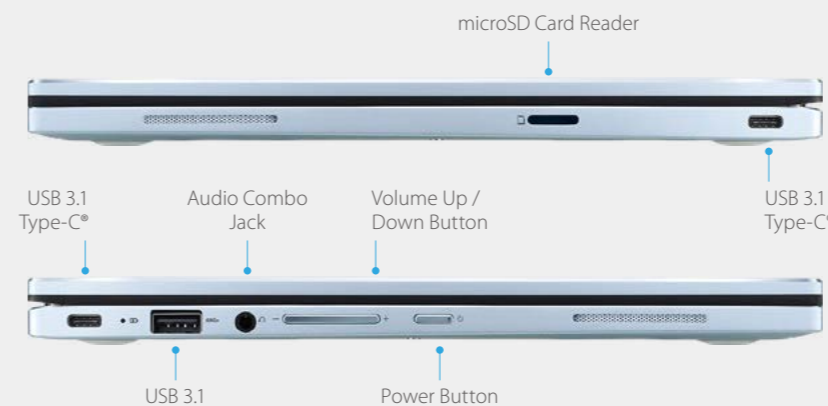 microSD Card Reader
USB 3.1
Type-C®
Audio Combo
Jack
Volume Up /
Down Button
USB 3.1
Type-C®
USB 3.1
Power Button